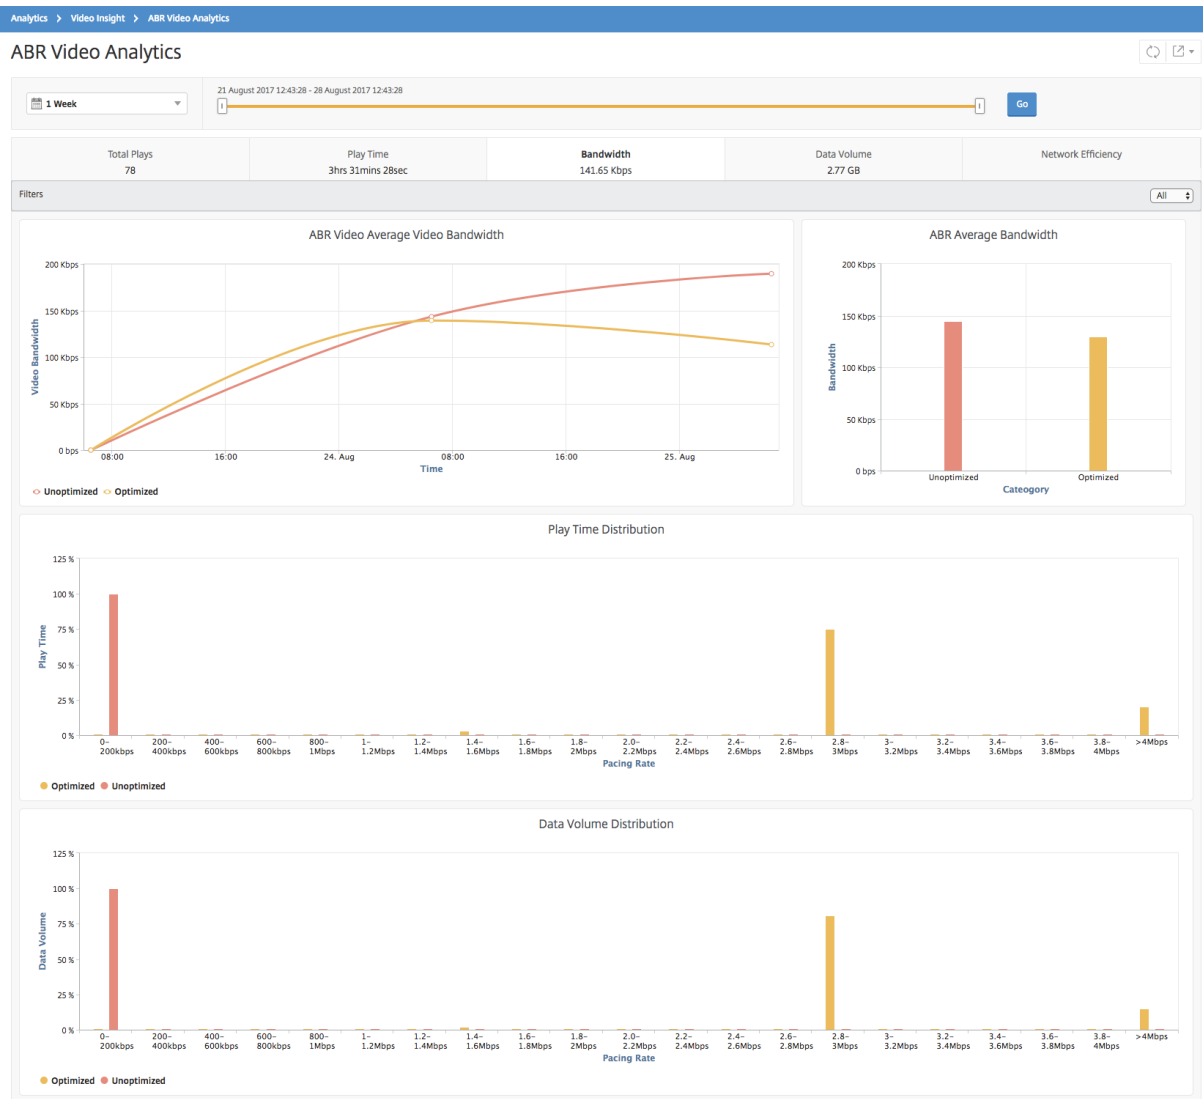 Analytics > Video Insight > ABR Video Analytics
ABR Video Analytics
1 Week
21 August 2017 12:43:28 - 28 August 2017 12:43:28
Go
Total Plays
78
Play Time
3hrs 31mins 28sec
Bandwidth
141.65 Kbps
Data Volume
2.77 GB
Network Efficiency
Filters
All
ABR Video Average Video Bandwidth
Video Bandwidth
200 Kbps
150 Kbps
100 Kbps
50 Kbps
0 bps
08:00 16:00 24. Aug 08:00 16:00 25. Aug
Time
Unoptimized Optimized
ABR Average Bandwidth
Bandwidth
200 Kbps
150 Kbps
100 Kbps
50 Kbps
0 bps
Unoptimized Optimized
Cateogory
Play Time Distribution
Play Time
125 %
100 %
75 %
50 %
25 %
0 %
0– 200– 400– 600– 800– 1– 1.2– 1.4– 1.6– 1.8– 2.0– 2.2– 2.4– 2.6– 2.8– 3– 3.2– 3.4– 3.6– 3.8– >4Mbps
200kbps 400kbps 600kbps 800kbps 1Mbps 1.2Mbps 1.4Mbps 1.6Mbps 1.8Mbps 2Mbps 2.2Mbps 2.4Mbps 2.6Mbps 2.8Mbps 3Mbps 3.2Mbps 3.4Mbps 3.6Mbps 3.8Mbps 4Mbps
Pacing Rate
Optimized Unoptimized
Data Volume Distribution
Data Volume
125 %
100 %
75 %
50 %
25 %
0 %
0– 200– 400– 600– 800– 1– 1.2– 1.4– 1.6– 1.8– 2.0– 2.2– 2.4– 2.6– 2.8– 3– 3.2– 3.4– 3.6– 3.8– >4Mbps
200kbps 400kbps 600kbps 800kbps 1Mbps 1.2Mbps 1.4Mbps 1.6Mbps 1.8Mbps 2Mbps 2.2Mbps 2.4Mbps 2.6Mbps 2.8Mbps 3Mbps 3.2Mbps 3.4Mbps 3.6Mbps 3.8Mbps 4Mbps
Pacing Rate
Optimized Unoptimized